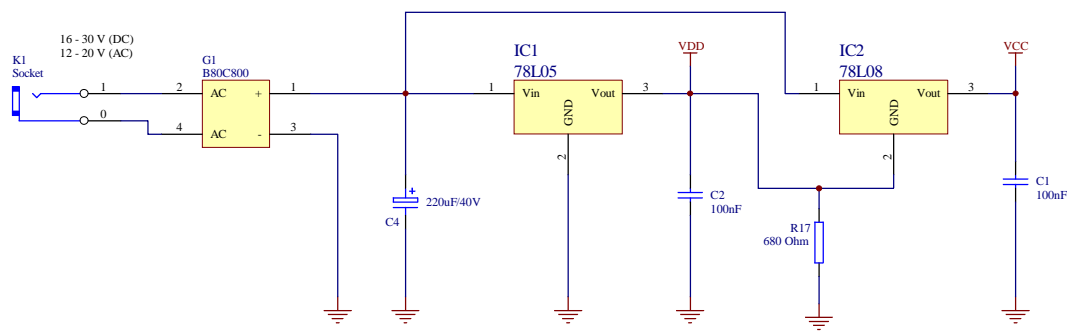 16 - 30 V (DC)
12 - 20 V (AC)
K1
Socket
1
0
G1
B80C800
2
4
AC
AC
+
-
1
3
+
220uF/40V
C4
IC1
78L05
1
Vin
Vout
GND
3
2
VDD
C2
100nF
R17
680 Ohm
IC2
78L08
1
Vin
Vout
GND
3
2
VCC
C1
100nF